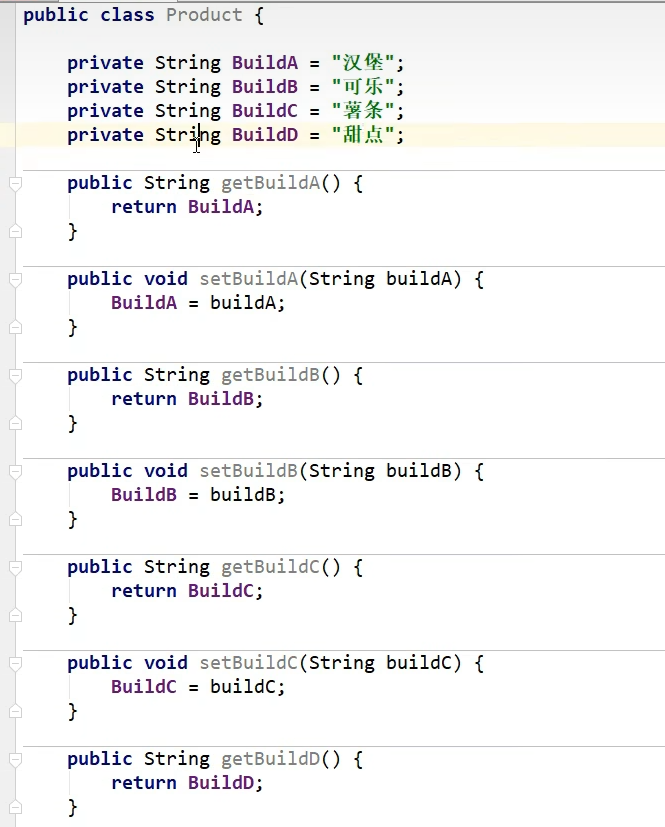 public class Product {
private String BuildA = "汉堡";
private String BuildB = "可乐";
private String BuildC = "薯条";
private String BuildD = "甜点";
public String getBuildA() {
return BuildA;
}
public void setBuildA(String buildA) {
BuildA = buildA;
}
public String getBuildB() {
return BuildB;
}
public void setBuildB(String buildB) {
BuildB = buildB;
}
public String getBuildC() {
return BuildC;
}
public void setBuildC(String buildC) {
BuildC = buildC;
}
public String getBuildD() {
return BuildD;
}